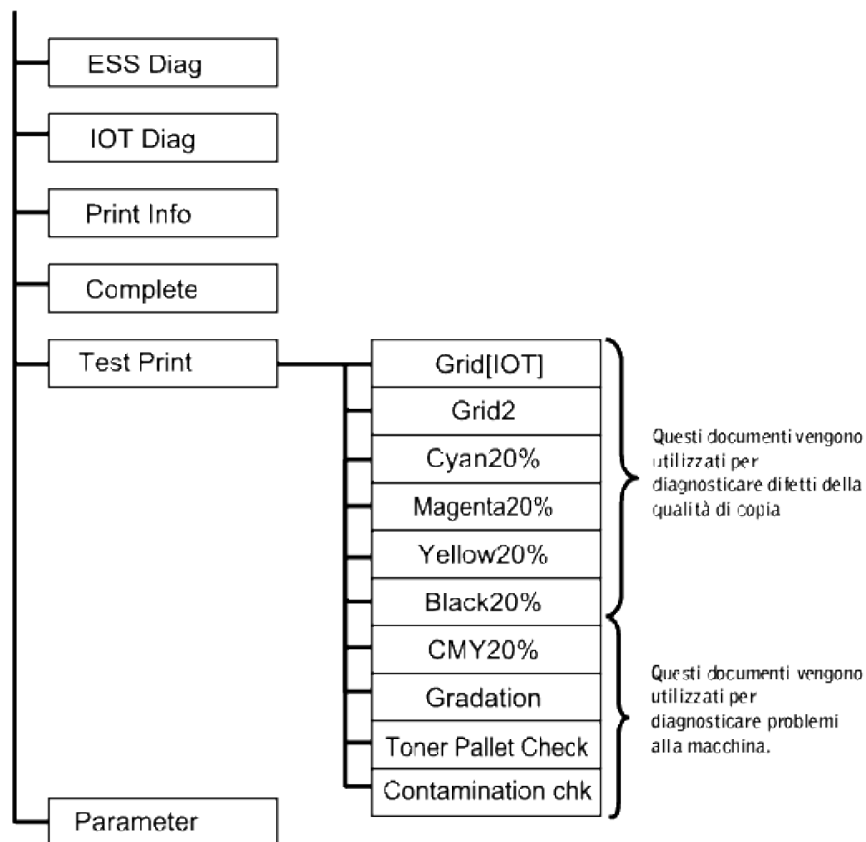 ESS Diag
IOT Diag
Print Info
Complete
Test Print
Grid[IOT]
Grid2
Cyan20%
Magenta20%
Yellow20%
Black20%
CMY20%
Gradation
Toner Pallet Check
Contamination chk
Questi documenti vengono
utilizzati per
diagnosticare difetti della
qualità di copia
Questi documenti vengono
utilizzati per
diagnosticare problemi
alla macchina.
Parameter